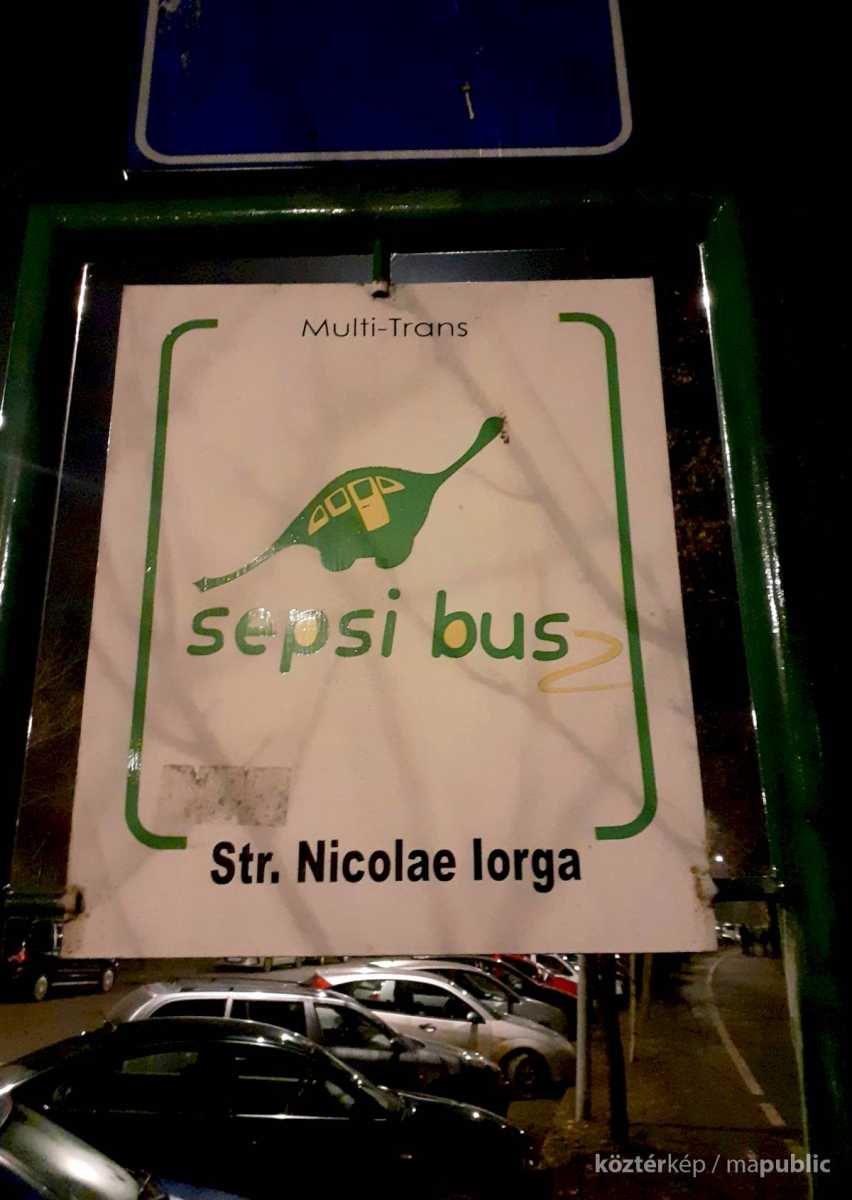 Multi-Trans
sepsi bus
Str. Nicolae Iorga
köztérkép / mapublic